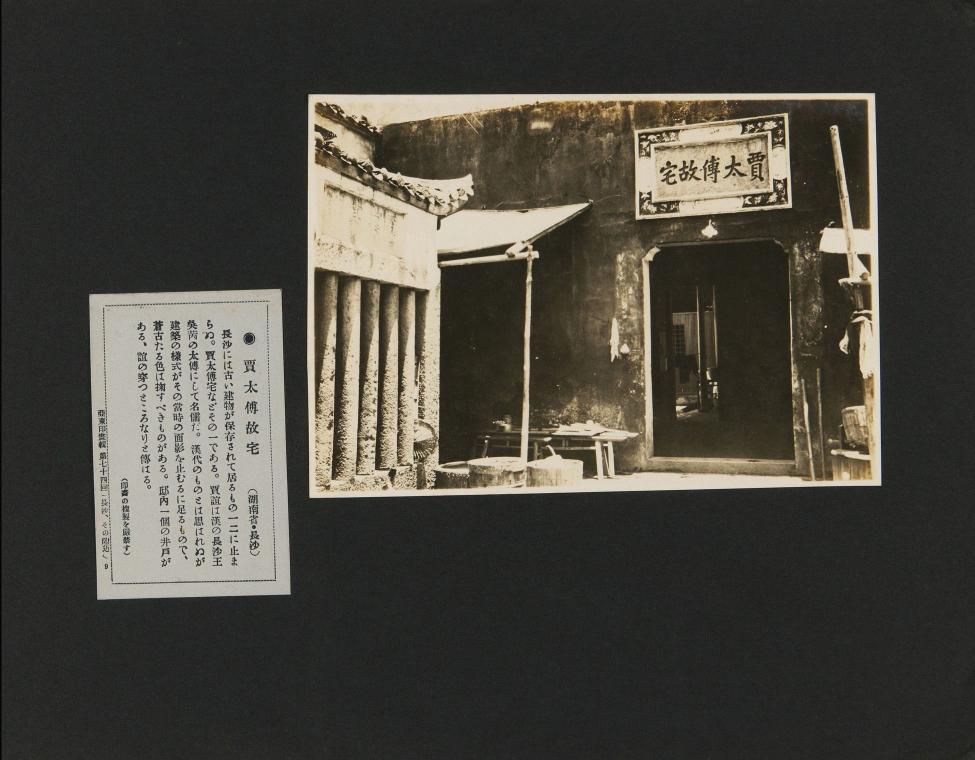 賈太傅故宅
● 賈太傅故宅 (湖南省・長沙)
長沙には古い建物が保存されて居るもの一二に止ま
らぬ。賈太傅宅などその一である。賈誼は漢の長沙王
吳芮の太傅にして名儒だ。漢代のものとは思はれぬが
建築の様式がその當時の面影を止むるに足るもので、
蒼古たる色は掬すべきものがある。邸內一個の井戶が
ある、誼の穿つところなりと傳はる。
(印畫の複製を嚴禁す)
亞東印畫輯 第七十四回 (長沙、その附近) 9